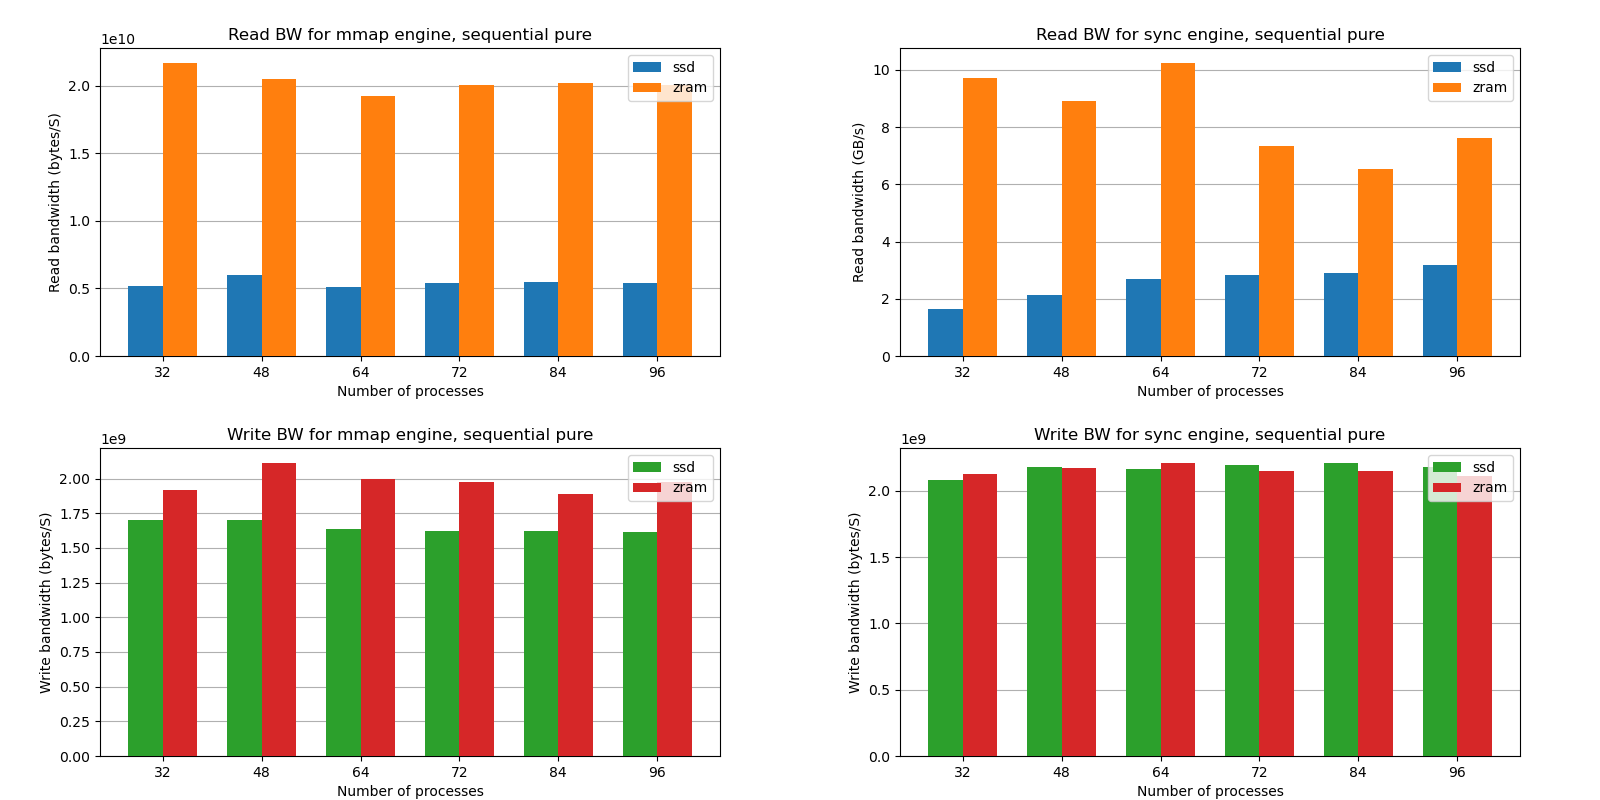 Read BW for mmap engine, sequential pure
1e10
ssd
zram
2.0
1.5
1.0
0.5
0.0
Read bandwidth (bytes/S)
32 48 64 72 84 96
Number of processes
Read BW for sync engine, sequential pure
ssd
zram
10
8
6
4
2
0
Read bandwidth (GB/s)
32 48 64 72 84 96
Number of processes
Write BW for mmap engine, sequential pure
1e9
ssd
zram
2.00
1.75
1.50
1.25
1.00
0.75
0.50
0.25
0.00
Write bandwidth (bytes/S)
32 48 64 72 84 96
Number of processes
Write BW for sync engine, sequential pure
1e9
ssd
zram
2.0
1.5
1.0
0.5
0.0
Write bandwidth (bytes/S)
32 48 64 72 84 96
Number of processes